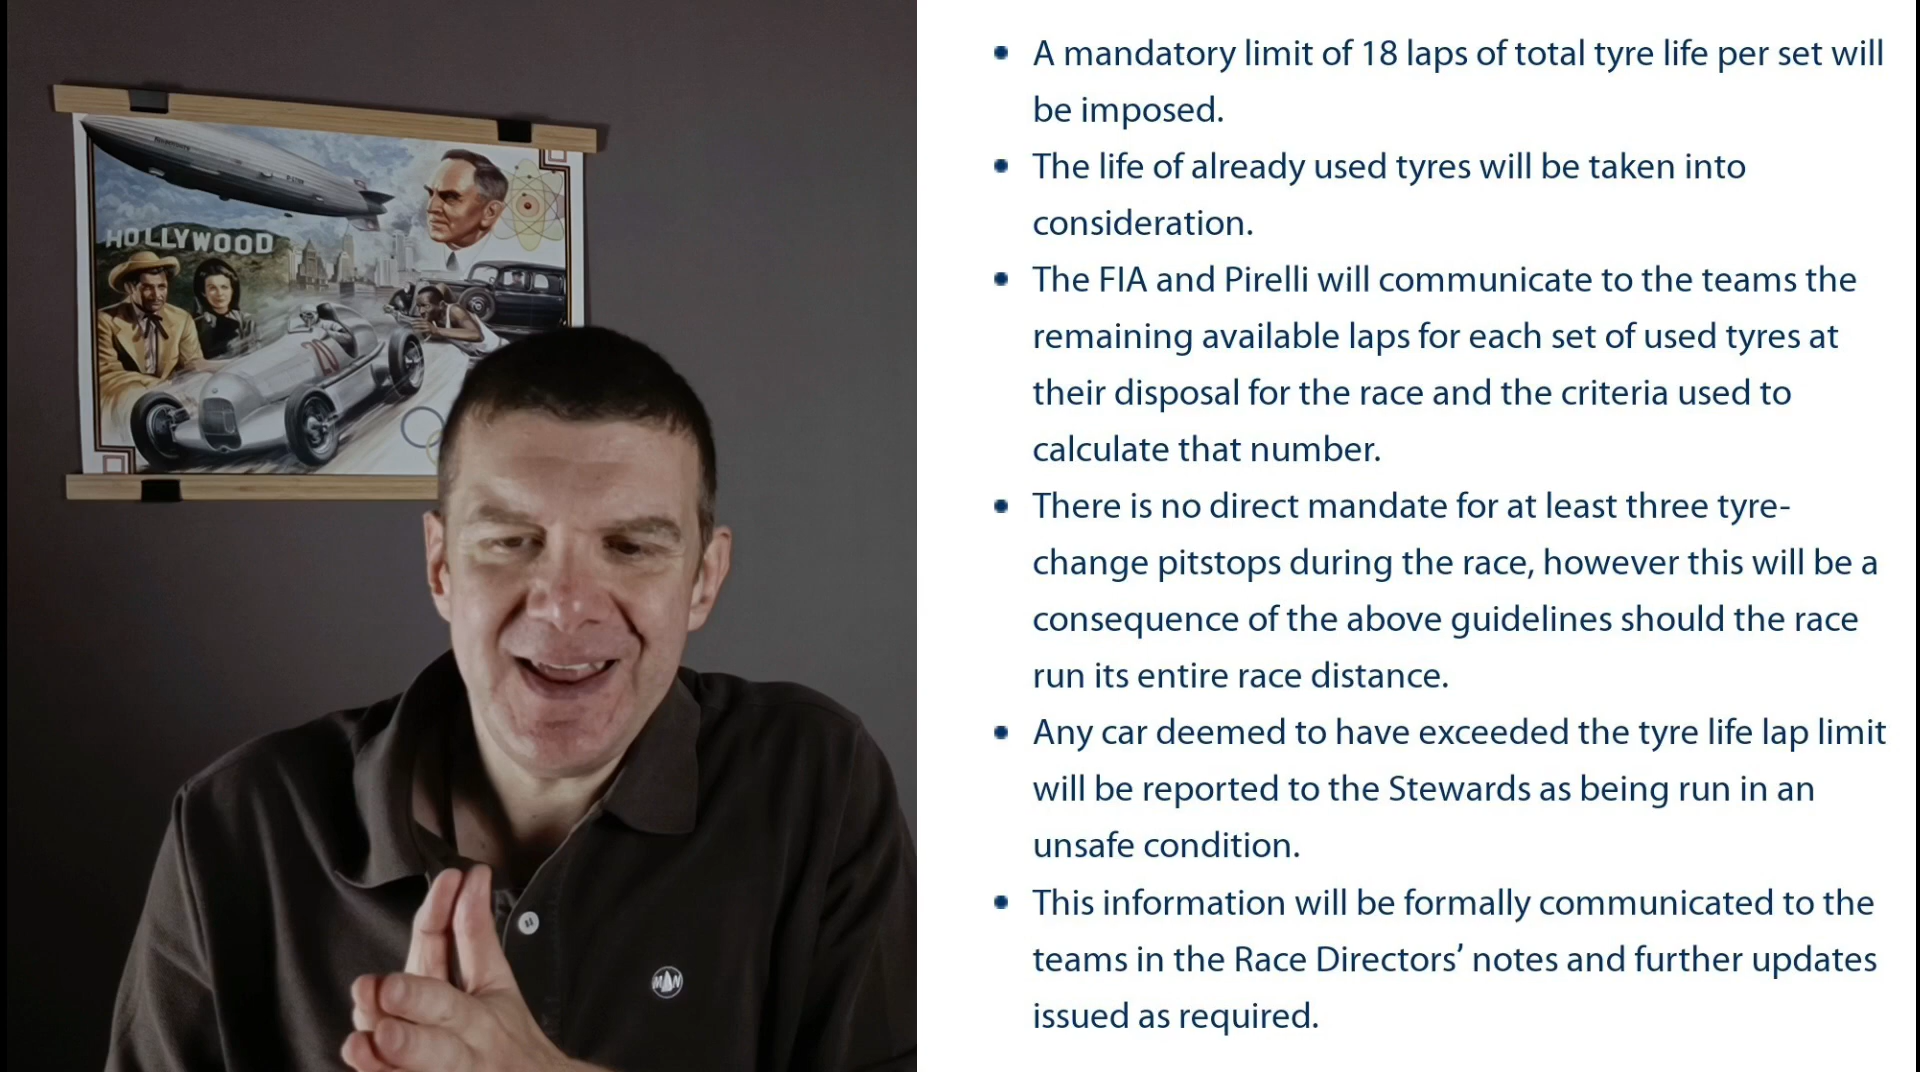 HOLLYWOOD
• A mandatory limit of 18 laps of total tyre life per set will
be imposed.
• The life of already used tyres will be taken into
consideration.
• The FIA and Pirelli will communicate to the teams the
remaining available laps for each set of used tyres at
their disposal for the race and the criteria used to
calculate that number.
• There is no direct mandate for at least three tyre-
change pitstops during the race, however this will be a
consequence of the above guidelines should the race
run its entire race distance.
• Any car deemed to have exceeded the tyre life lap limit
will be reported to the Stewards as being run in an
unsafe condition.
• This information will be formally communicated to the
teams in the Race Directors’ notes and further updates
issued as required.